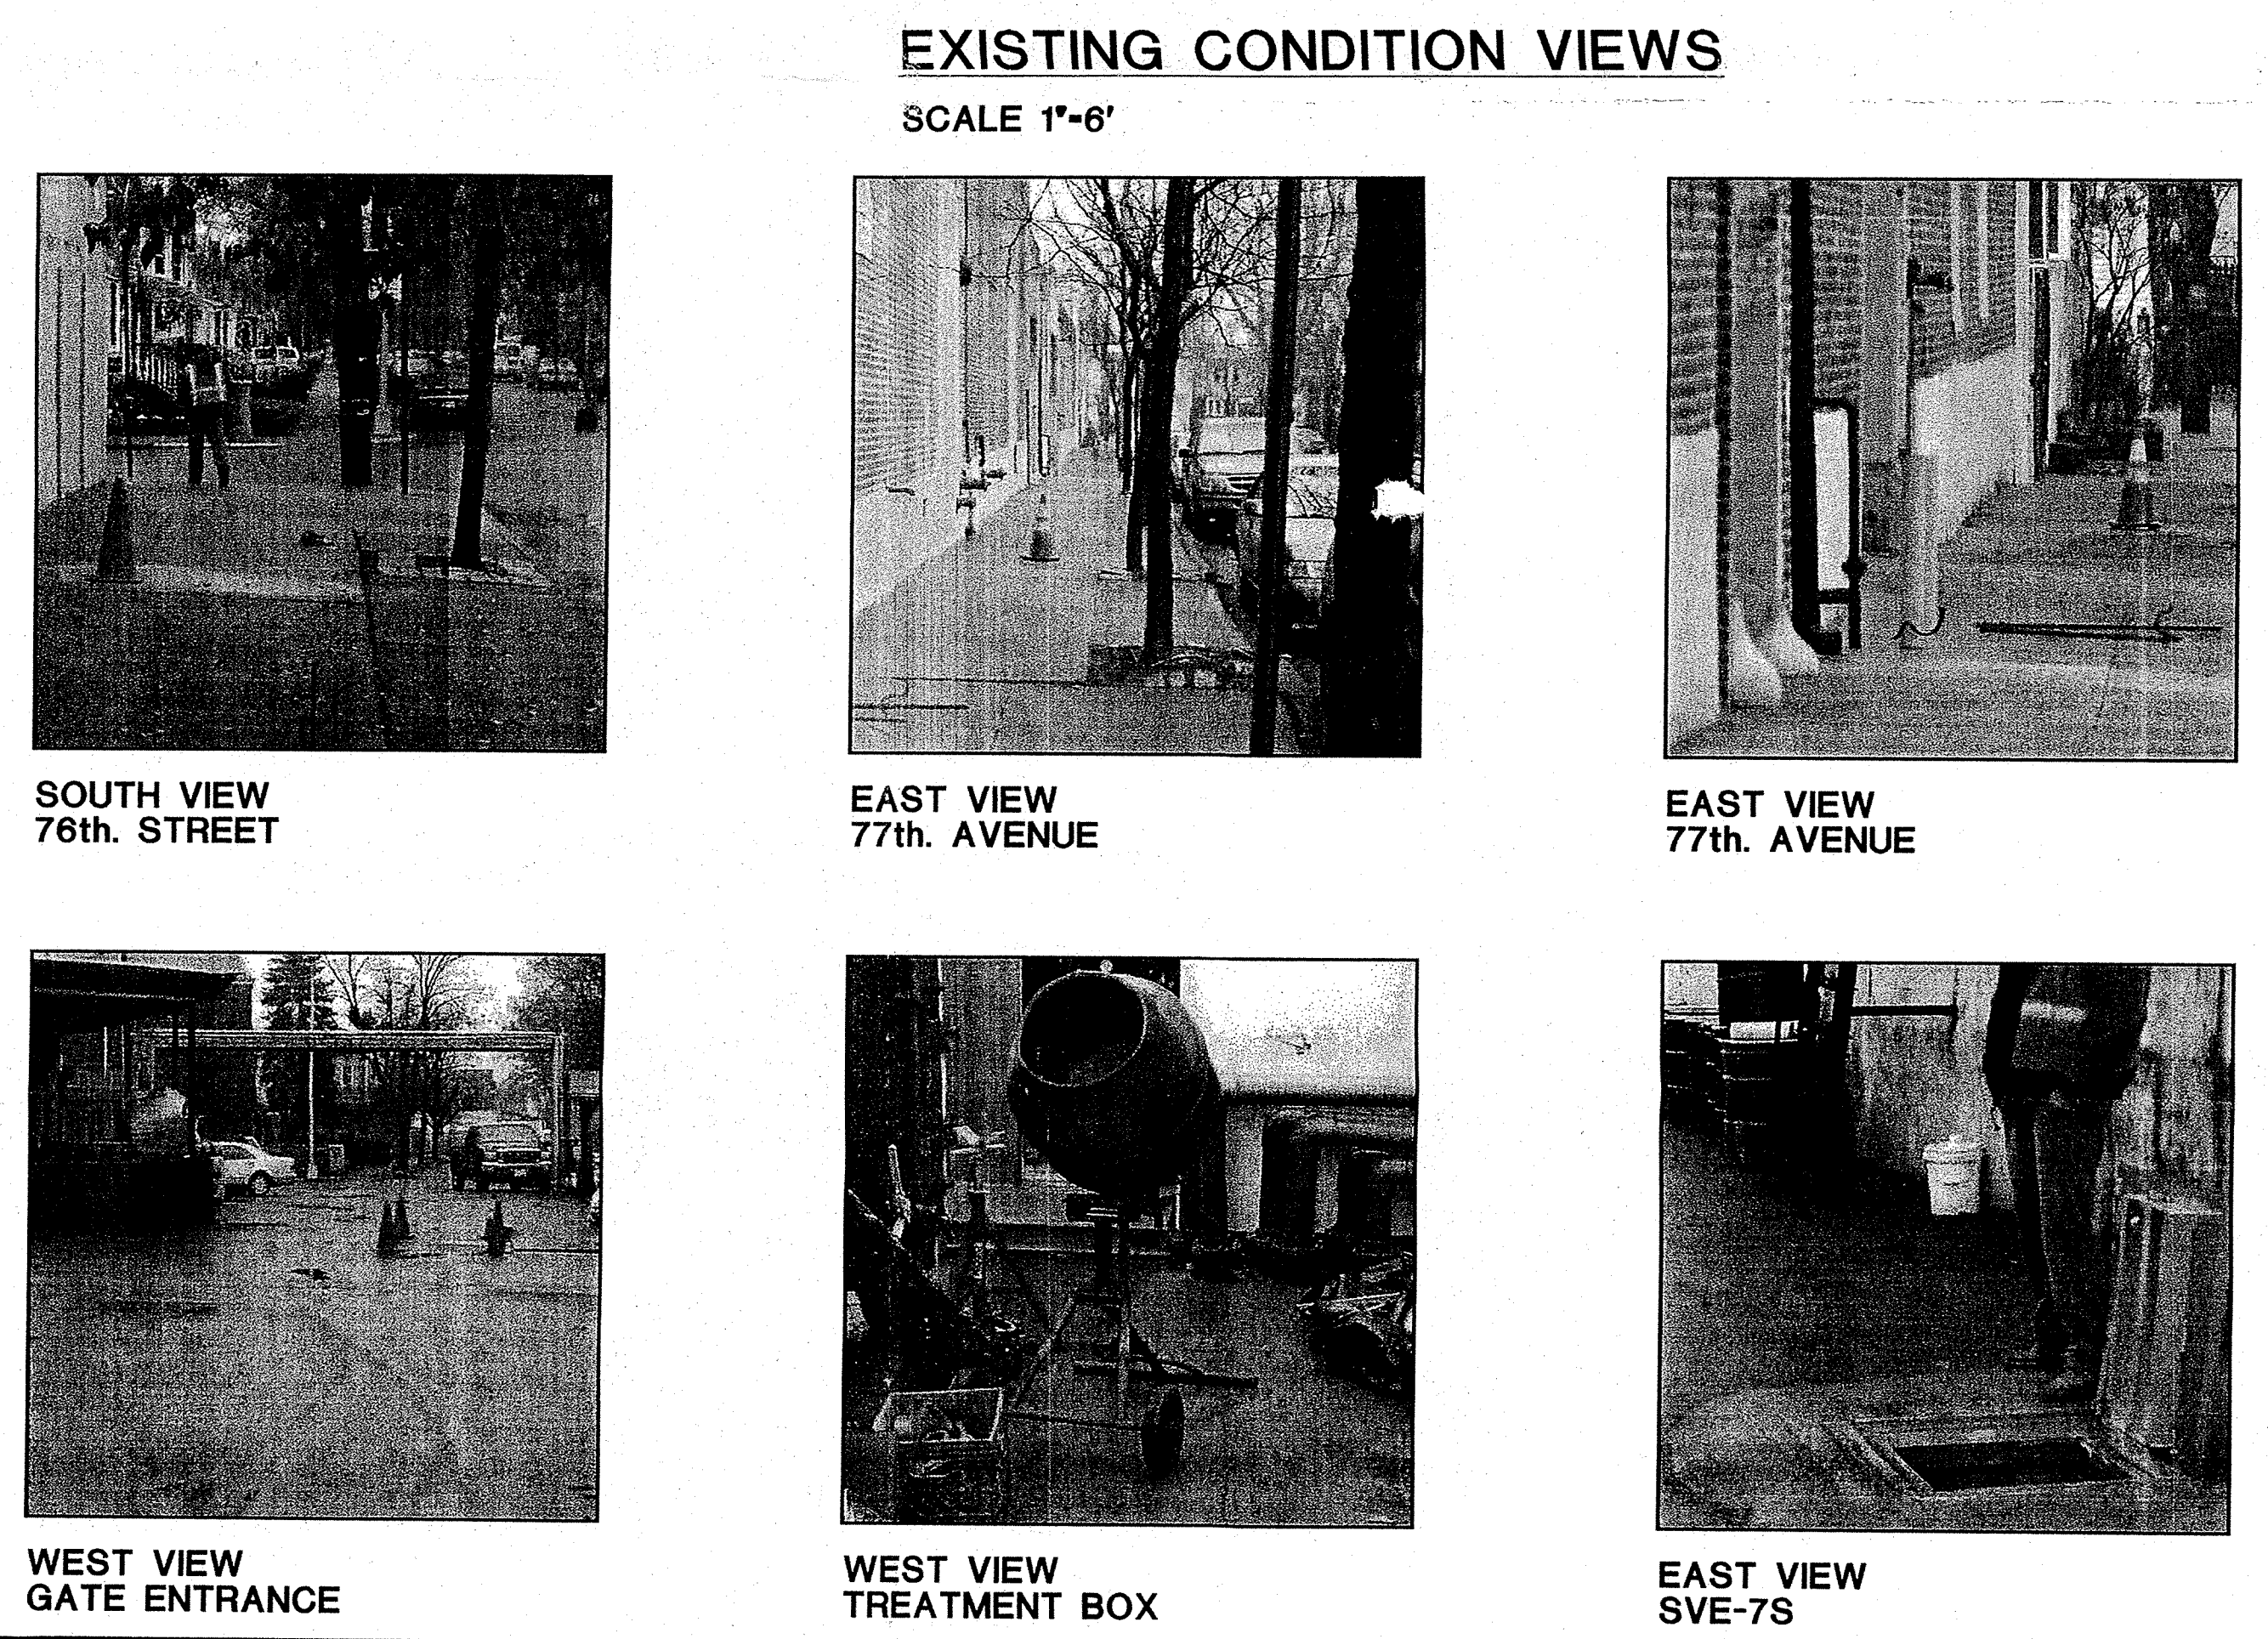 EXISTING CONDITION VIEWS
SCALE 1"-6'
SOUTH VIEW
76th. STREET
EAST VIEW
77th. AVENUE
EAST VIEW
77th. AVENUE
WEST VIEW
GATE ENTRANCE
WEST VIEW
TREATMENT BOX
EAST VIEW
SVE-7S